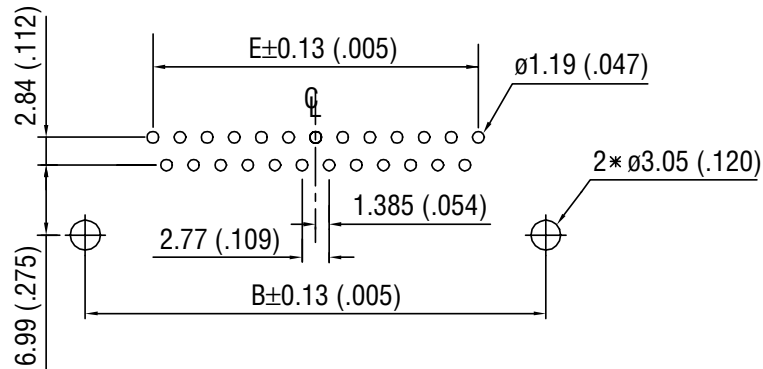 E±0.13 (.005)
ø1.19 (.047)
2.84 (.112)
℄
2* ø3.05 (.120)
1.385 (.054)
2.77 (.109)
B±0.13 (.005)
6.99 (.275)